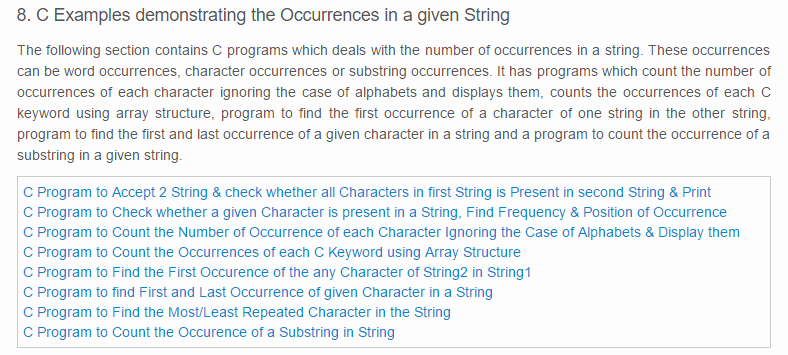 8. C Examples demonstrating the Occurrences in a given String
The following section contains C programs which deals with the number of occurrences in a string. These occurrences
can be word occurrences, character occurrences or substring occurrences. It has programs which count the number of
occurrences of each character ignoring the case of alphabets and displays them, counts the occurrences of each C
keyword using array structure, program to find the first occurrence of a character of one string in the other string,
program to find the first and last occurrence of a given character in a string and a program to count the occurrence of a
substring in a given string.
C Program to Accept 2 String & check whether all Characters in first String is Present in second String & Print
C Program to Check whether a given Character is present in a String, Find Frequency & Position of Occurrence
C Program to Count the Number of Occurrence of each Character Ignoring the Case of Alphabets & Display them
C Program to Count the Occurrences of each C Keyword using Array Structure
C Program to Find the First Occurence of the any Character of String2 in String1
C Program to find First and Last Occurrence of given Character in a String
C Program to Find the Most/Least Repeated Character in the String
C Program to Count the Occurence of a Substring in String